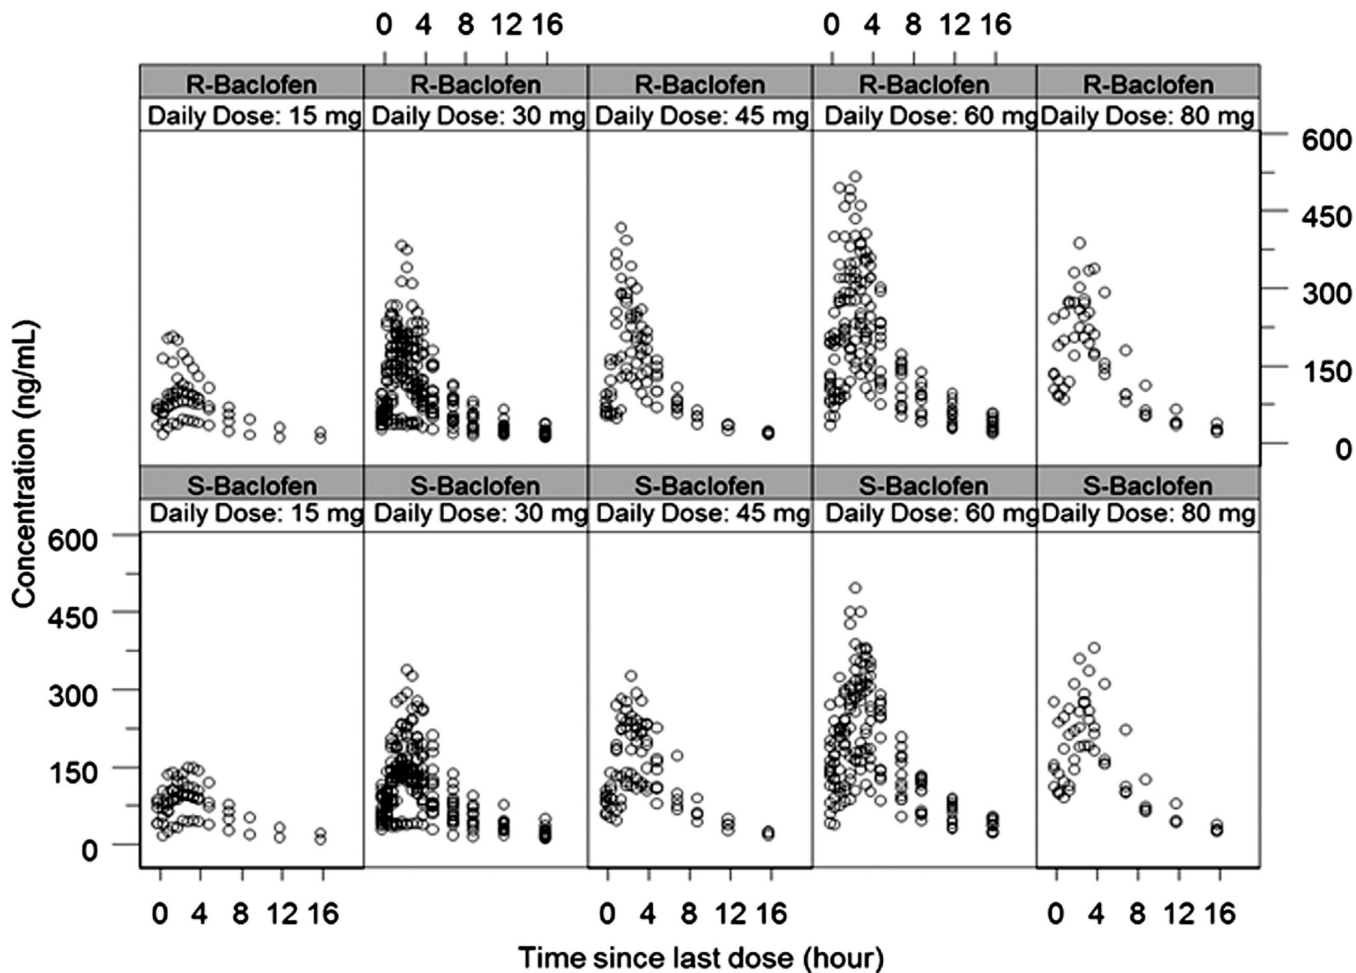 0 4 8 12 16 0 4 8 12 16
R-Baclofen R-Baclofen R-Baclofen R-Baclofen R-Baclofen
Daily Dose: 15 mg Daily Dose: 30 mg Daily Dose: 45 mg Daily Dose: 60 mg Daily Dose: 80 mg
600
450
300
150
0
S-Baclofen S-Baclofen S-Baclofen S-Baclofen S-Baclofen
Daily Dose: 15 mg Daily Dose: 30 mg Daily Dose: 45 mg Daily Dose: 60 mg Daily Dose: 80 mg
600
450
300
150
0
Concentration (ng/mL)
0 4 8 12 16 0 4 8 12 16 0 4 8 12 16
Time since last dose (hour)